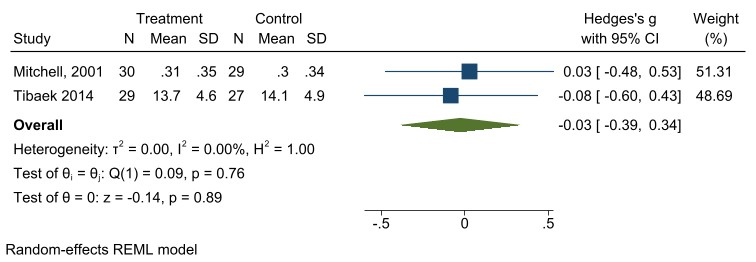 Treatment Control Hedges's g Weight
Study N Mean SD N Mean SD with 95% CI (%)
Mitchell, 2001 30 .31 .35 29 .3 .34 0.03 [ -0.48, 0.53] 51.31
Tibaek 2014 29 13.7 4.6 27 14.1 4.9 -0.08 [ -0.60, 0.43] 48.69
Overall -0.03 [ -0.39, 0.34]
Heterogeneity: τ² = 0.00, I² = 0.00%, H² = 1.00
Test of θᵢ = θⱼ: Q(1) = 0.09, p = 0.76
Test of θ = 0: z = -0.14, p = 0.89
-.5 0 .5
Random-effects REML model